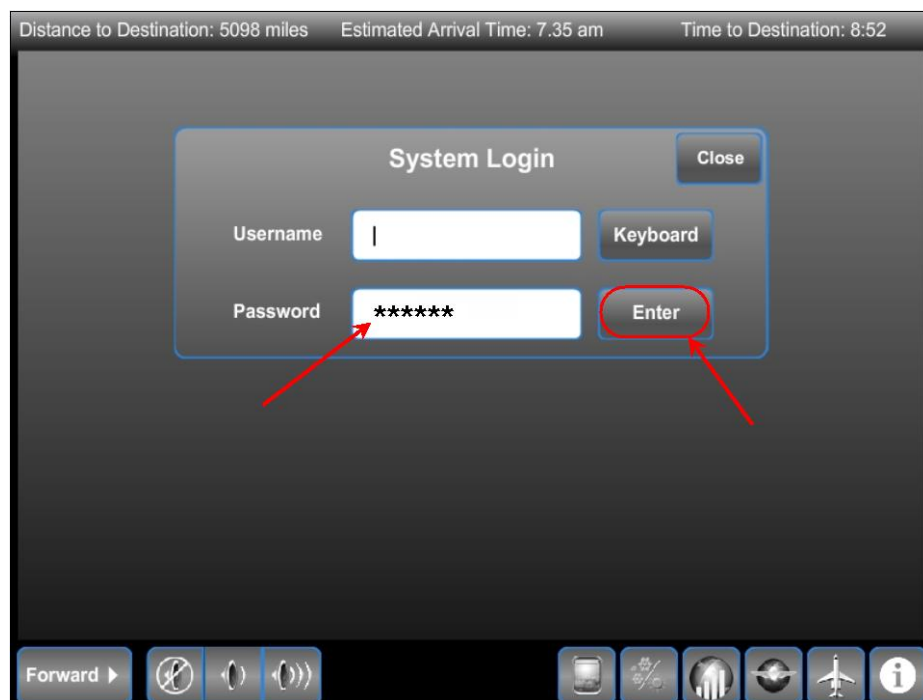 Distance to Destination: 5098 miles Estimated Arrival Time: 7.35 am Time to Destination: 8:52
System Login Close
Username Keyboard
Password ****** Enter
Forward
i